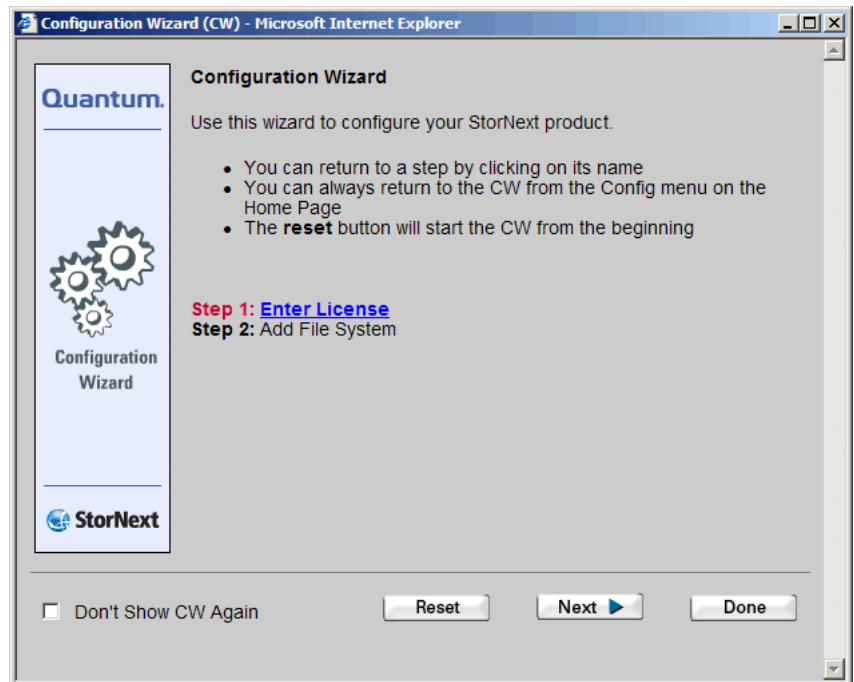 Configuration Wizard (CW) - Microsoft Internet Explorer
Quantum.
Configuration
Wizard
StorNext
Configuration Wizard
Use this wizard to configure your StorNext product.
• You can return to a step by clicking on its name
• You can always return to the CW from the Config menu on the
Home Page
• The reset button will start the CW from the beginning
Step 1: Enter License
Step 2: Add File System
Don't Show CW Again
Reset
Next
Done